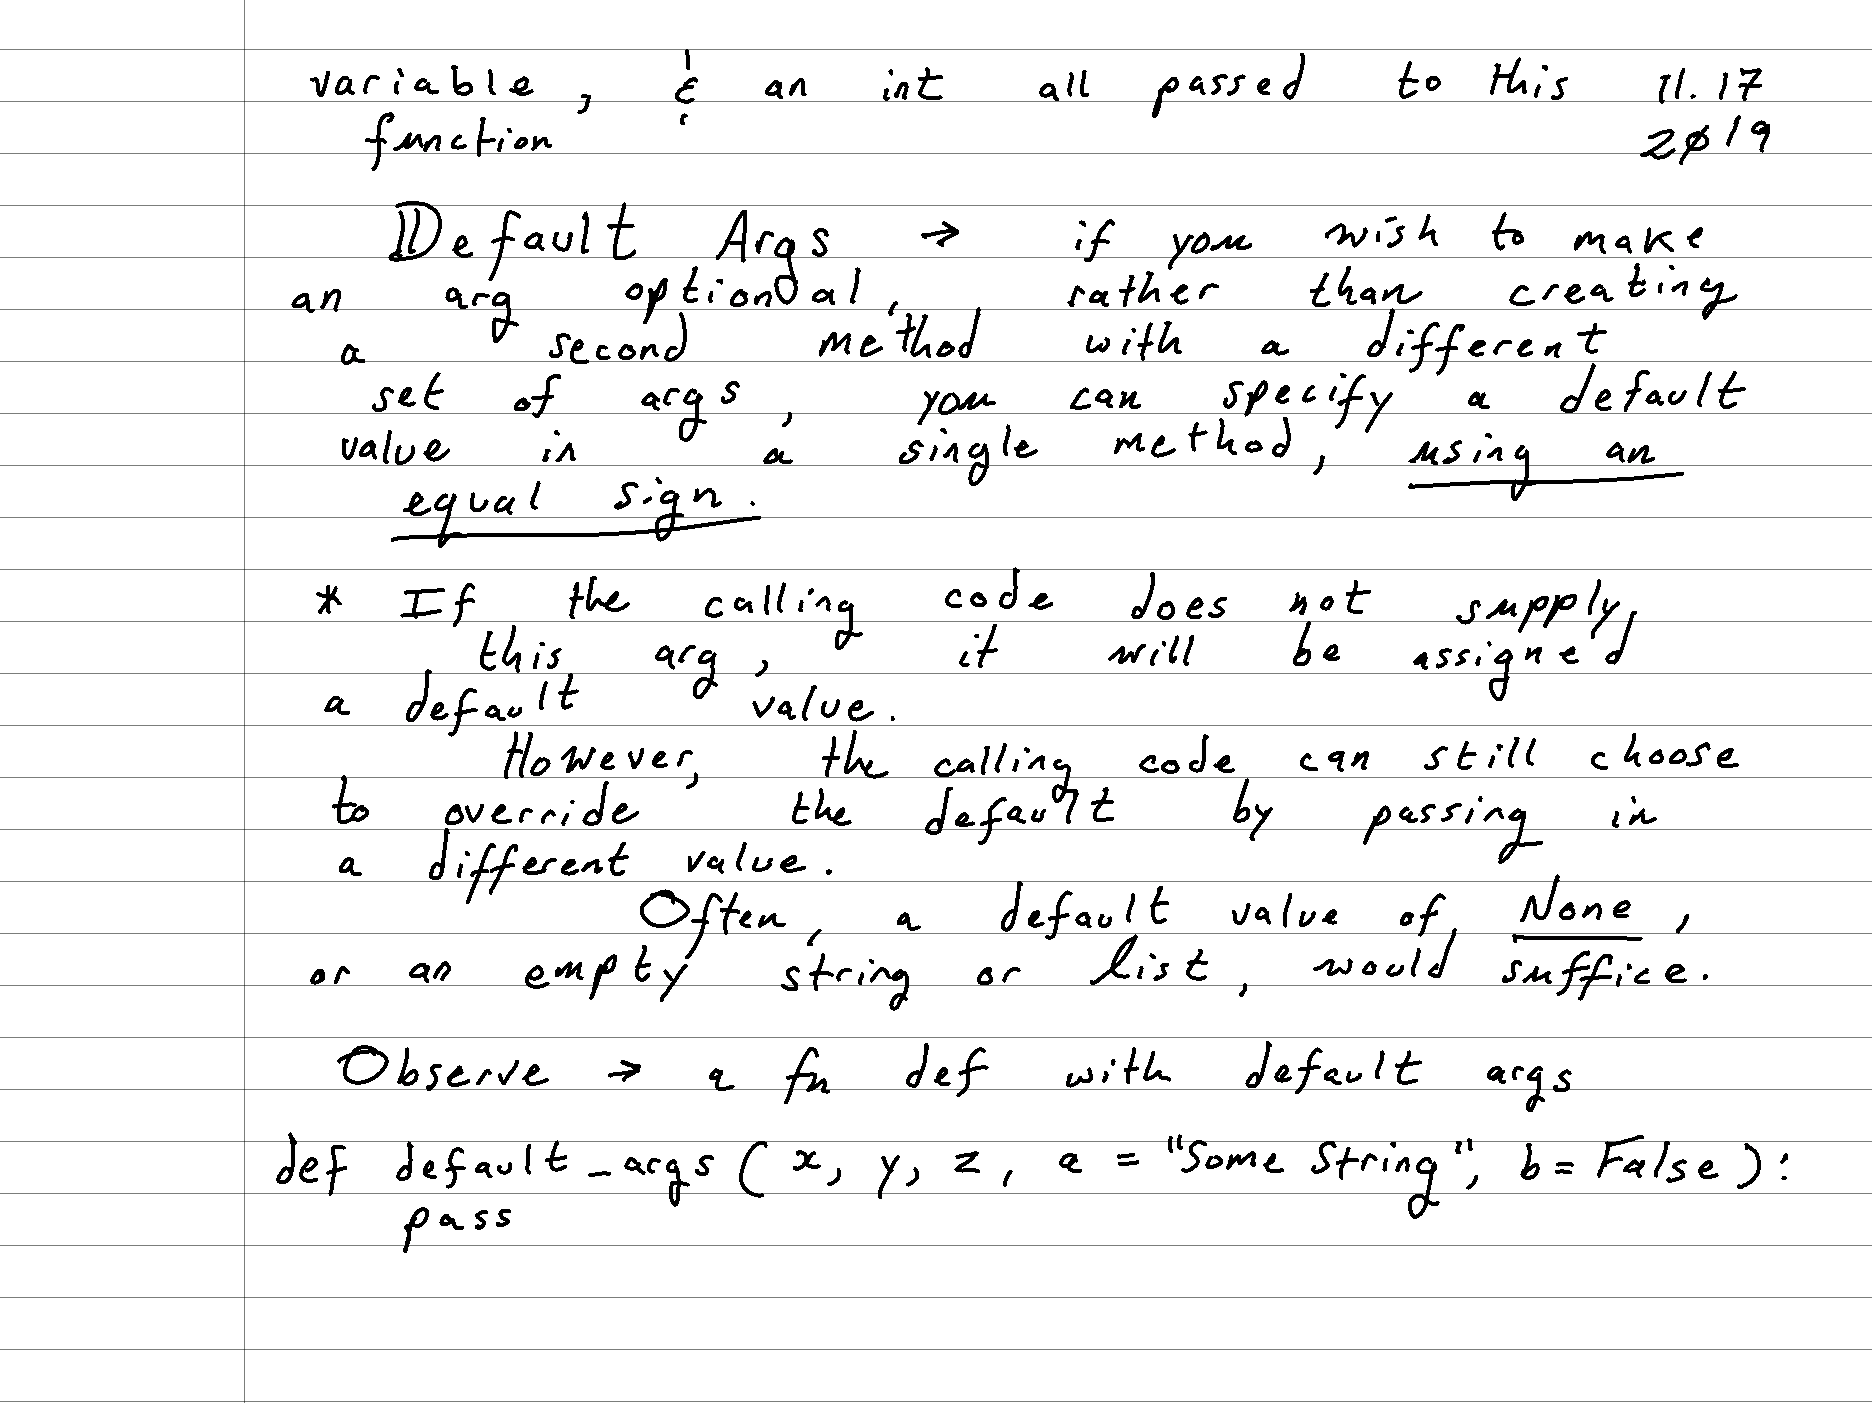 variable, & an int all passed to this 11.17
function 2019
Default Args → if you wish to make
an arg optional, rather than creating
a second method with a different
set of args, you can specify a default
value in a single method, using an
equal sign.
* If the calling code does not supply
this arg, it will be assigned
a default value.
However, the calling code can still choose
to override the default by passing in
a different value.
Often, a default value of None,
or an empty string or list, would suffice.
Observe → a fn def with default args
def default_args(x, y, z, a = "Some String", b = False):
pass